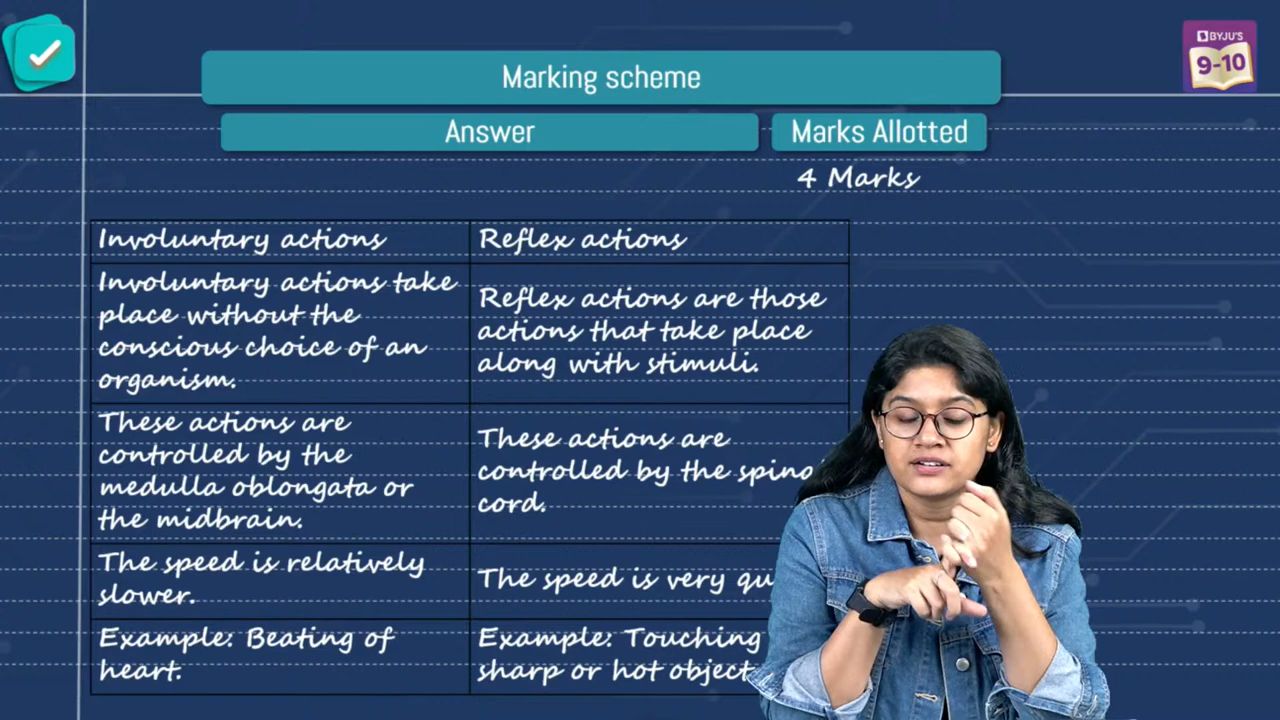 BYJU'S
9-10
Marking scheme
Answer
Marks Allotted
4 Marks
Involuntary actions
Reflex actions
Involuntary actions take
place without the
conscious choice of an
organism.
Reflex actions are those
actions that take place
along with stimuli.
These actions are
controlled by the
medulla oblongata or
the midbrain.
These actions are
controlled by the
cord.
The speed is relatively
slower.
The speed is very
Example: Beating of
heart.
Example: Touching
sharp or hot object